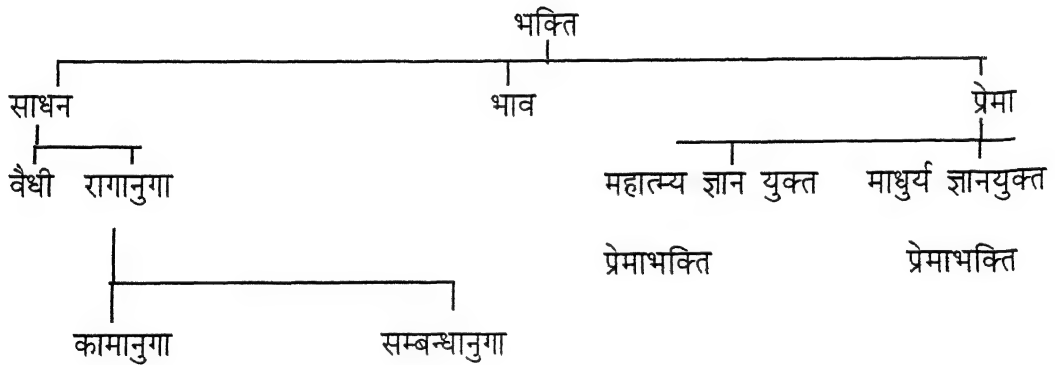 भक्ति
साधन भाव प्रेमा
वैधी रागानुगा महात्म्य ज्ञान युक्त माधुर्य ज्ञानयुक्त
प्रेमाभक्ति प्रेमाभक्ति
कामानुगा सम्बन्धानुगा